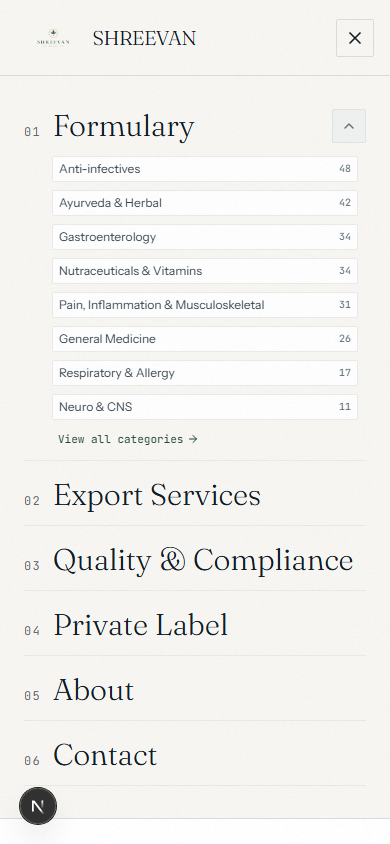 SHREEVAN
SHREEVAN
01 Formulary
Anti-infectives 48
Ayurveda & Herbal 42
Gastroenterology 34
Nutraceuticals & Vitamins 34
Pain, Inflammation & Musculoskeletal 31
General Medicine 26
Respiratory & Allergy 17
Neuro & CNS 11
View all categories →
02 Export Services
03 Quality & Compliance
04 Private Label
05 About
06 Contact
N